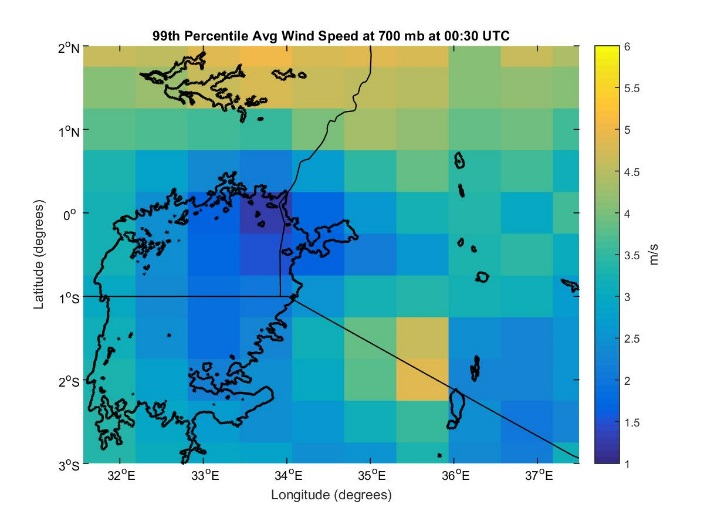 99th Percentile Avg Wind Speed at 700 mb at 00:30 UTC
2°N
1°N
0°
1°S
2°S
3°S
Latitude (degrees)
32°E 33°E 34°E 35°E 36°E 37°E
Longitude (degrees)
6
5.5
5
4.5
4
3.5
3
2.5
2
1.5
1
m/s